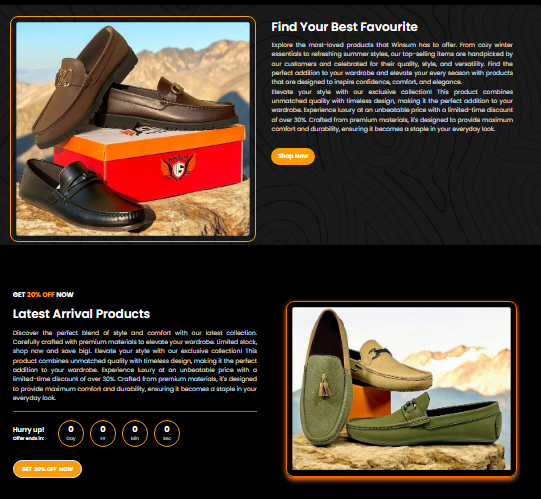 Find Your Best Favourite
Explore the most-loved products that Winsum has to offer. From cozy winter
essentials to refreshing summer styles, our top-selling items are handpicked by
our customers and celebrated for their quality, style, and versatility. Find the
perfect addition to your wardrobe and elevate your every season with products
that are designed to inspire confidence, comfort, and elegance.
Elevate your style with our exclusive collection! This product combines
unmatched quality with timeless design, making it the perfect addition to your
wardrobe. Experience luxury at an unbeatable price with a limited-time discount
of over 30%. Crafted from premium materials, it's designed to provide maximum
comfort and durability, ensuring it becomes a staple in your everyday look.
Shop Now
GET 20% OFF NOW
Latest Arrival Products
Discover the perfect blend of style and comfort with our latest collection.
Carefully crafted with premium materials to elevate your wardrobe. Limited stock,
shop now and save big!. Elevate your style with our exclusive collection! This
product combines unmatched quality with timeless design, making it the perfect
addition to your wardrobe. Experience luxury at an unbeatable price with a
limited-time discount of over 30%. Crafted from premium materials, it's designed
to provide maximum comfort and durability, ensuring it becomes a staple in your
everyday look.
Hurry up!
Offer ends in:
0 0 0 0
Day Hr Min Sec
GET 20% OFF NOW